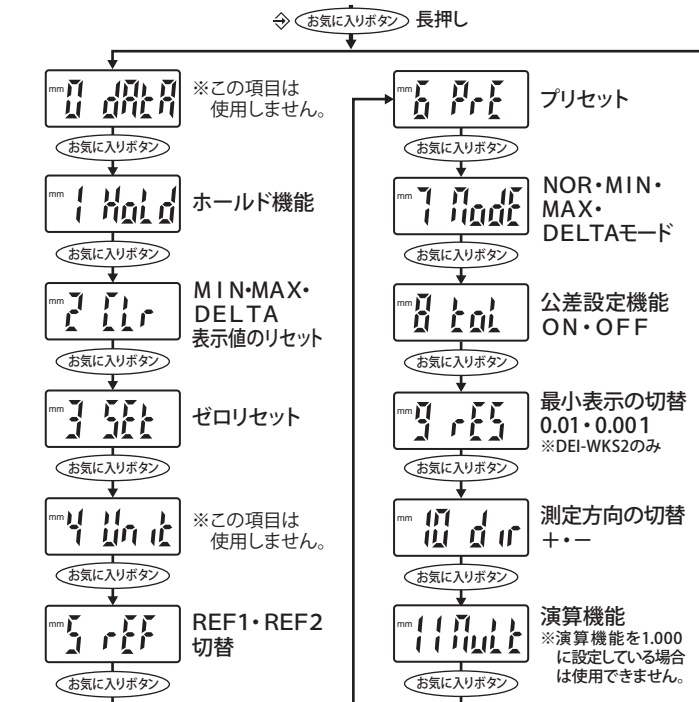 お気に入りボタン 長押し
mm 0 dAtA
※この項目は
使用しません。
お気に入りボタン
mm 1 HoLd
ホールド機能
お気に入りボタン
mm 2 CLr
MIN・MAX・
DELTA
表示値のリセット
お気に入りボタン
mm 3 SEt
ゼロリセット
お気に入りボタン
mm 4 Unit
※この項目は
使用しません。
お気に入りボタン
mm 5 rEF
REF1・REF2
切替
お気に入りボタン
mm 6 PrE
プリセット
お気に入りボタン
mm 7 ModE
NOR・MIN・
MAX・
DELTAモード
お気に入りボタン
mm 8 toL
公差設定機能
ON・OFF
お気に入りボタン
mm 9 rES
最小表示の切替
0.01・0.001
※DEI-WKS2のみ
お気に入りボタン
mm 10 dir
測定方向の切替
＋・－
お気に入りボタン
mm 11 MuLt
演算機能
※演算機能を1.000
に設定している場合
は使用できません。
お気に入りボタン